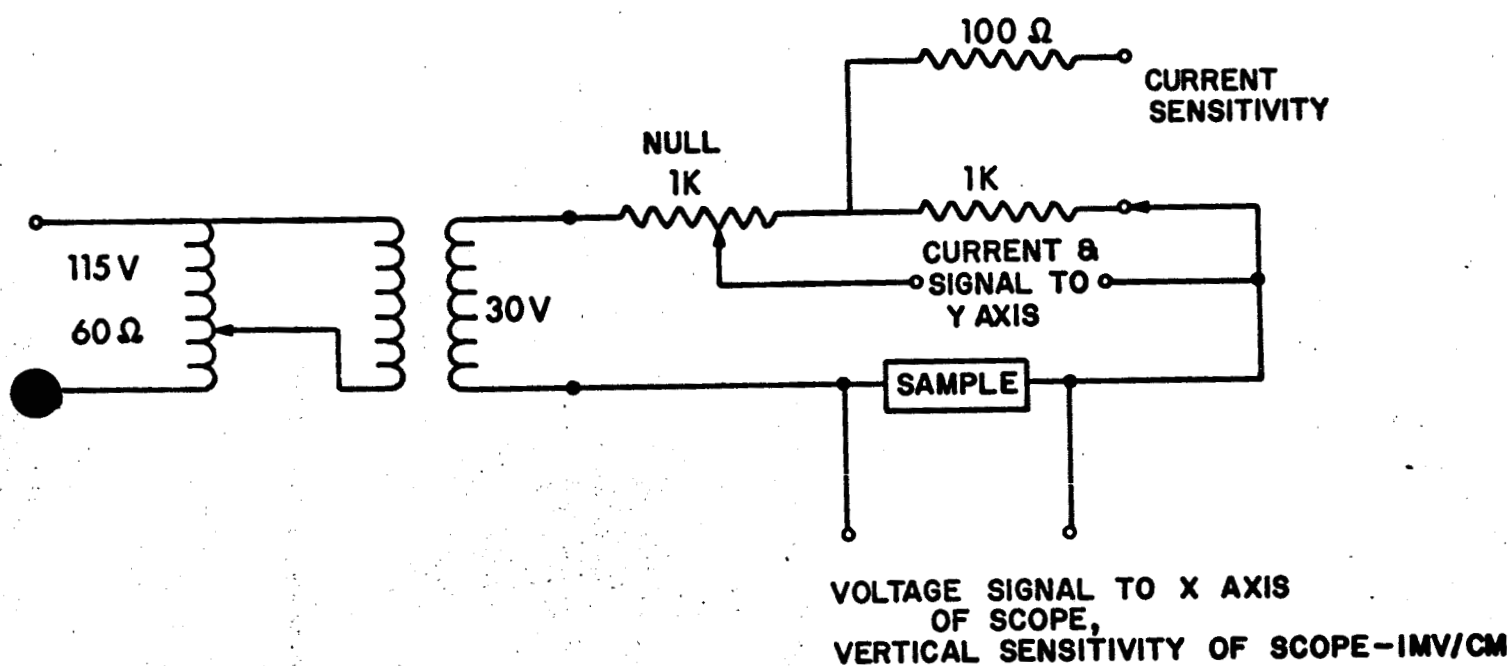 100 Ω
CURRENT
SENSITIVITY
NULL
1K
1K
115 V
60 Ω
30 V
CURRENT &
SIGNAL TO
Y AXIS
SAMPLE
VOLTAGE SIGNAL TO X AXIS
OF SCOPE,
VERTICAL SENSITIVITY OF SCOPE-1MV/CM